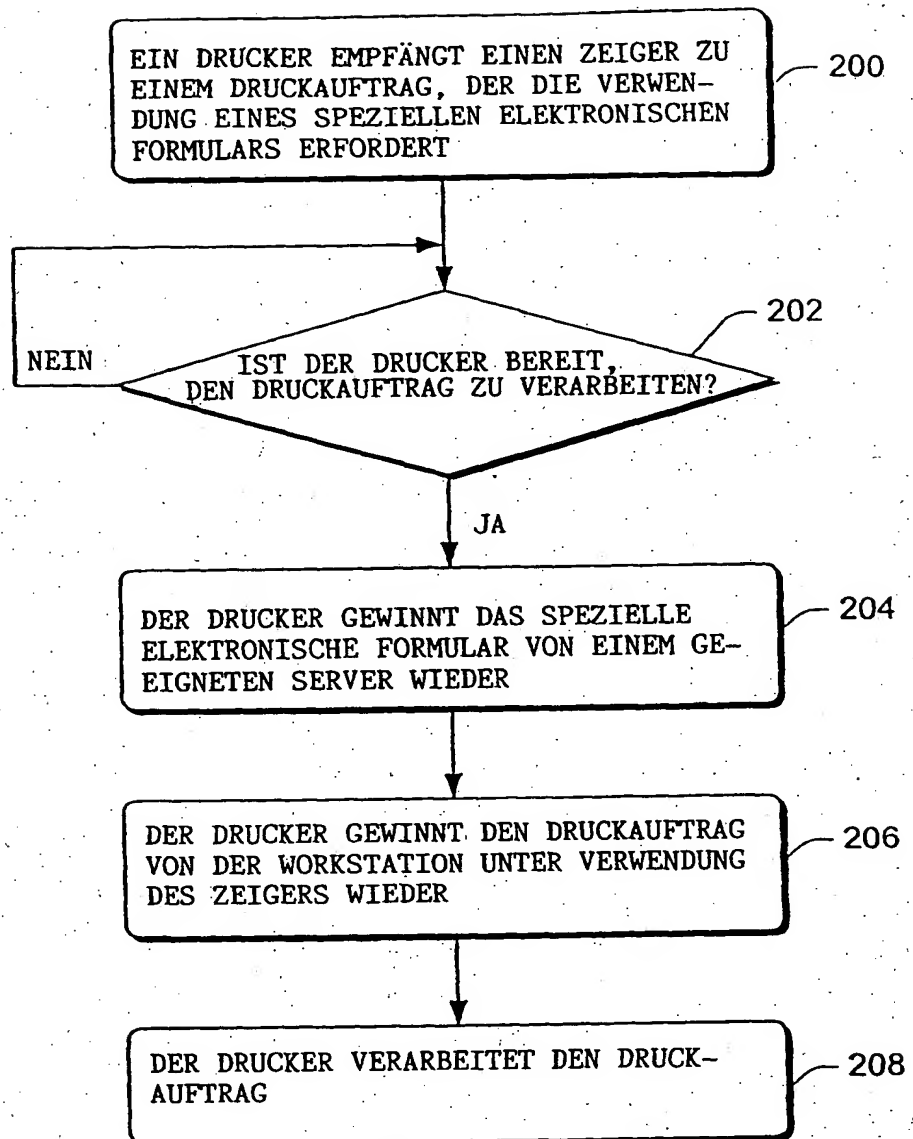 EIN DRUCKER EMPFÄNGT EINEN ZEIGER ZU
EINEM DRUCKAUFTRAG, DER DIE VERWEN-
DUNG EINES SPEZIELLEN ELEKTRONISCHEN
FORMULARS ERFORDERT
200
202
NEIN
IST DER DRUCKER BEREIT,
DEN DRUCKAUFTRAG ZU VERARBEITEN?
JA
DER DRUCKER GEWINNT DAS SPEZIELLE
ELEKTRONISCHE FORMULAR VON EINEM GE-
EIGNETEN SERVER WIEDER
204
DER DRUCKER GEWINNT DEN DRUCKAUFTRAG
VON DER WORKSTATION UNTER VERWENDUNG
DES ZEIGERS WIEDER
206
DER DRUCKER VERARBEITET DEN DRUCK-
AUFTRAG
208